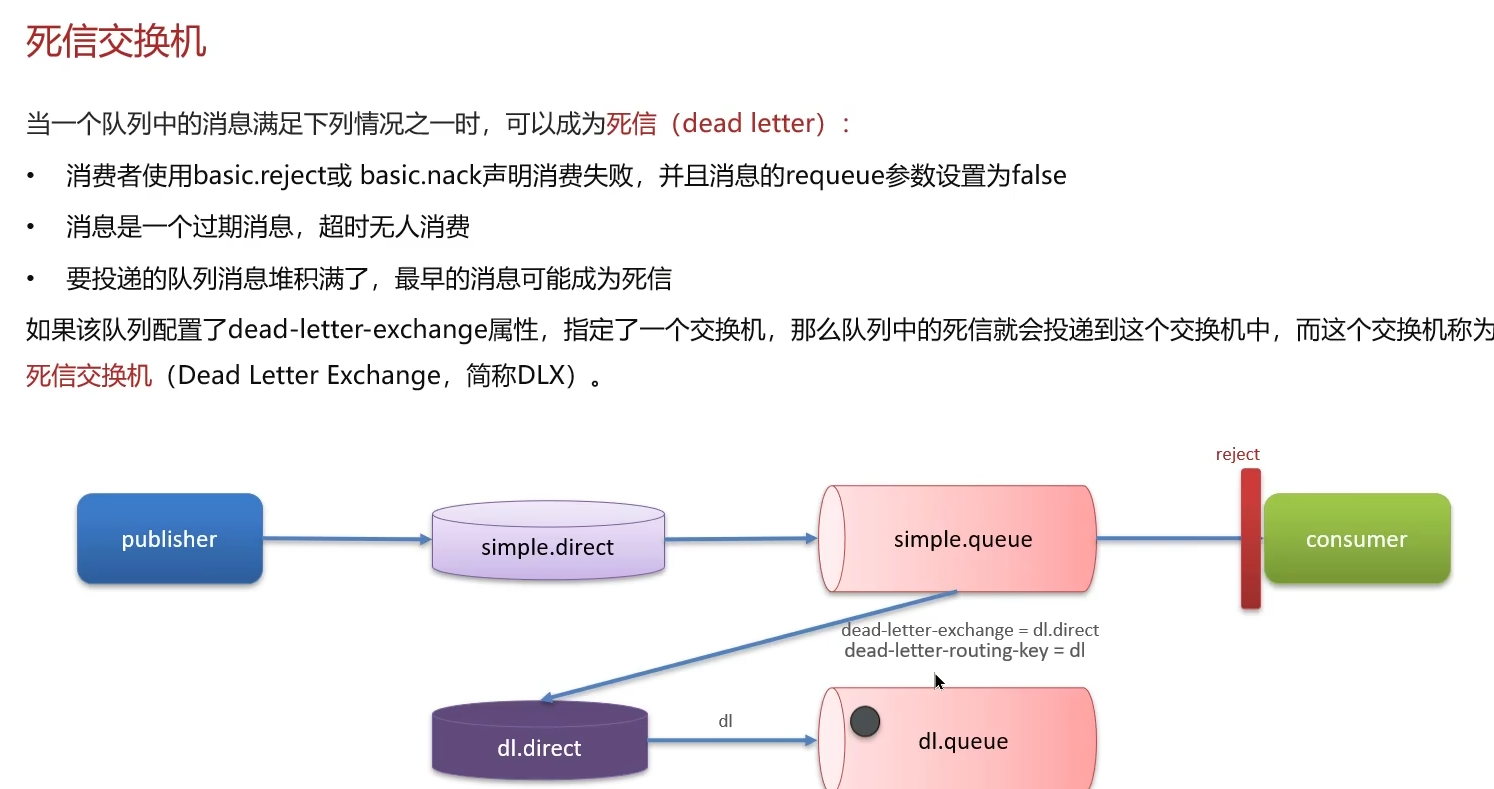 死信交换机
当一个队列中的消息满足下列情况之一时，可以成为死信（dead letter）：
• 消费者使用basic.reject或 basic.nack声明消费失败，并且消息的requeue参数设置为false
• 消息是一个过期消息，超时无人消费
• 要投递的队列消息堆积满了，最早的消息可能成为死信
如果该队列配置了dead-letter-exchange属性，指定了一个交换机，那么队列中的死信就会投递到这个交换机中，而这个交换机称为
死信交换机（Dead Letter Exchange，简称DLX）。
reject
publisher
simple.direct
simple.queue
consumer
dead-letter-exchange = dl.direct
dead-letter-routing-key = dl
dl.direct
dl
dl.queue